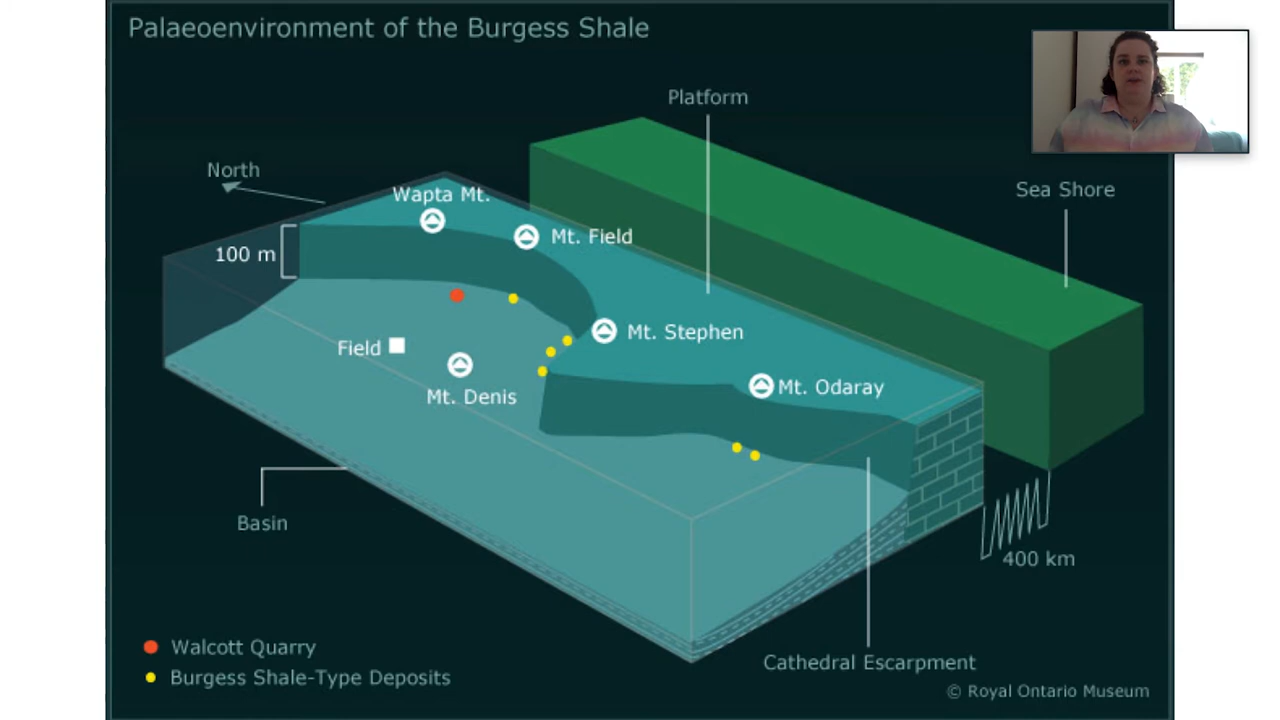 Palaeoenvironment of the Burgess Shale
Platform
North
Sea Shore
Wapta Mt.
Mt. Field
100 m
Mt. Stephen
Field
Mt. Denis
Mt. Odaray
Basin
400 km
Walcott Quarry
Cathedral Escarpment
Burgess Shale-Type Deposits
© Royal Ontario Museum